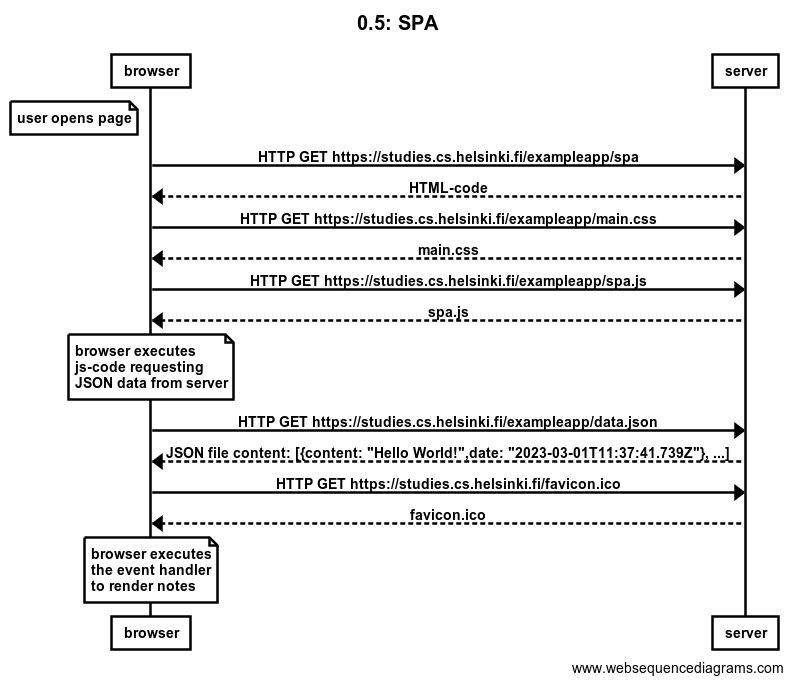 0.5: SPA
browser
server
user opens page
HTTP GET https://studies.cs.helsinki.fi/exampleapp/spa
HTML-code
HTTP GET https://studies.cs.helsinki.fi/exampleapp/main.css
main.css
HTTP GET https://studies.cs.helsinki.fi/exampleapp/spa.js
spa.js
browser executes
js-code requesting
JSON data from server
HTTP GET https://studies.cs.helsinki.fi/exampleapp/data.json
JSON file content: [{content: "Hello World!",date: "2023-03-01T11:37:41.739Z"}, ...]
HTTP GET https://studies.cs.helsinki.fi/favicon.ico
favicon.ico
browser executes
the event handler
to render notes
browser
server
www.websequencediagrams.com